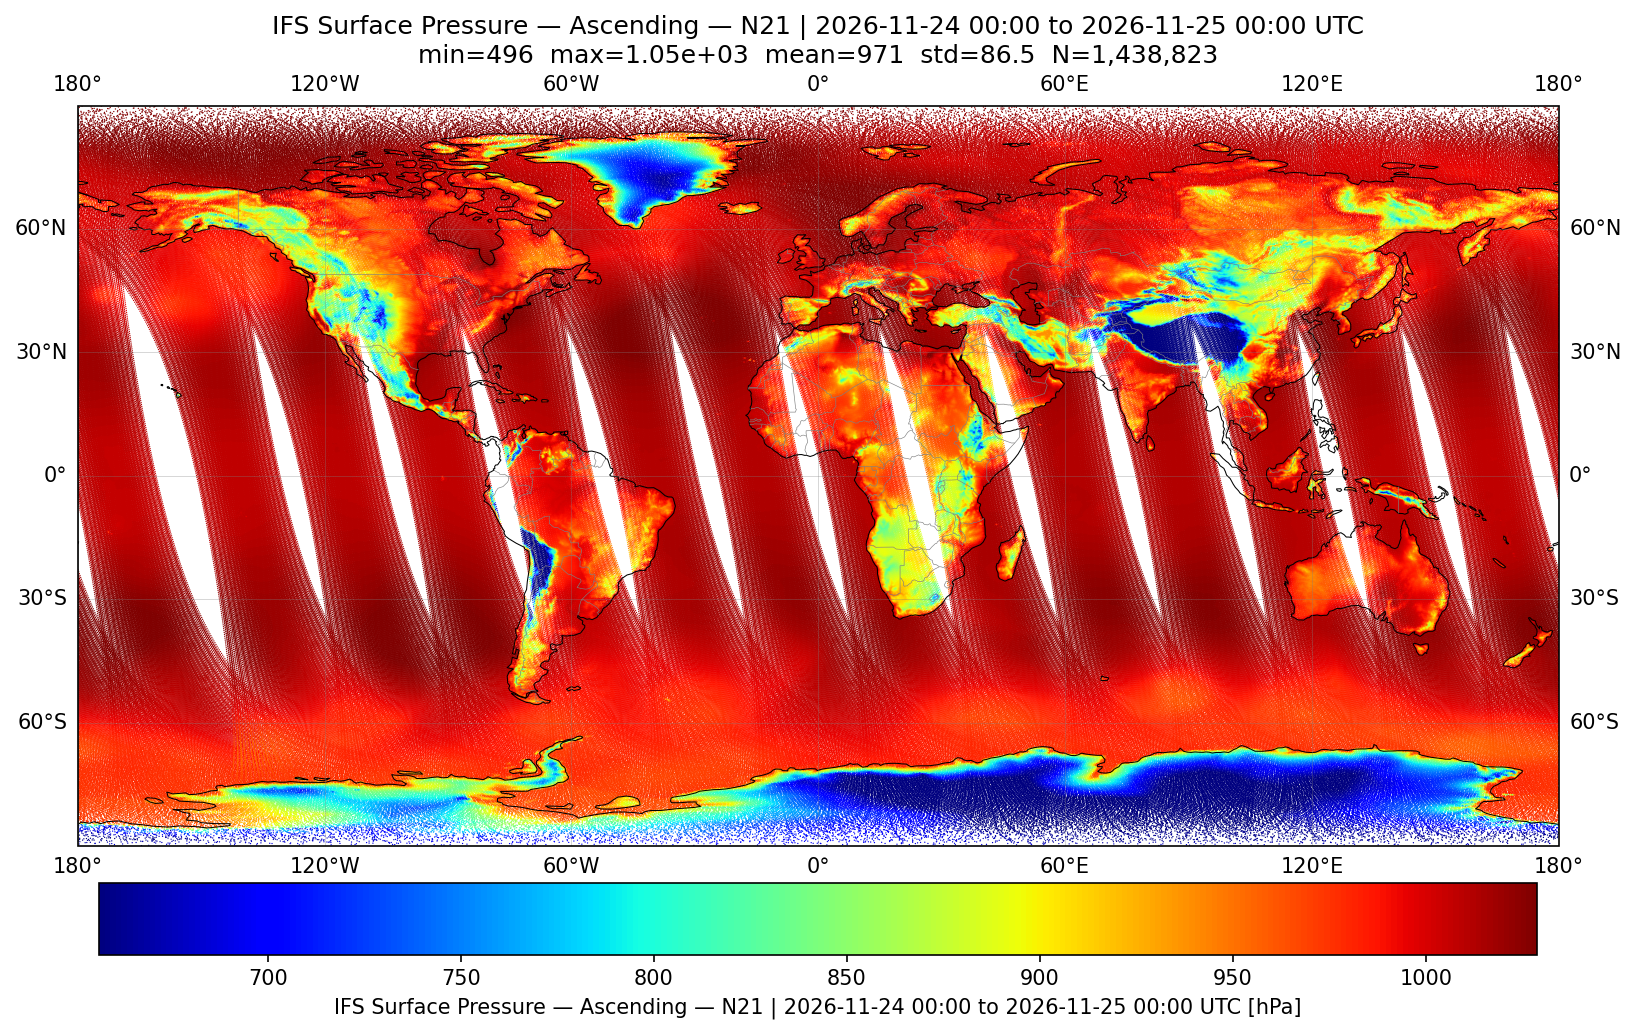 IFS Surface Pressure — Ascending — N21 | 2026-11-24 00:00 to 2026-11-25 00:00 UTC
min=496  max=1.05e+03  mean=971  std=86.5  N=1,438,823
180° 120°W 60°W 0° 60°E 120°E 180°
60°N 60°N
30°N 30°N
0° 0°
30°S 30°S
60°S 60°S
180° 120°W 60°W 0° 60°E 120°E 180°
700 750 800 850 900 950 1000
IFS Surface Pressure — Ascending — N21 | 2026-11-24 00:00 to 2026-11-25 00:00 UTC [hPa]